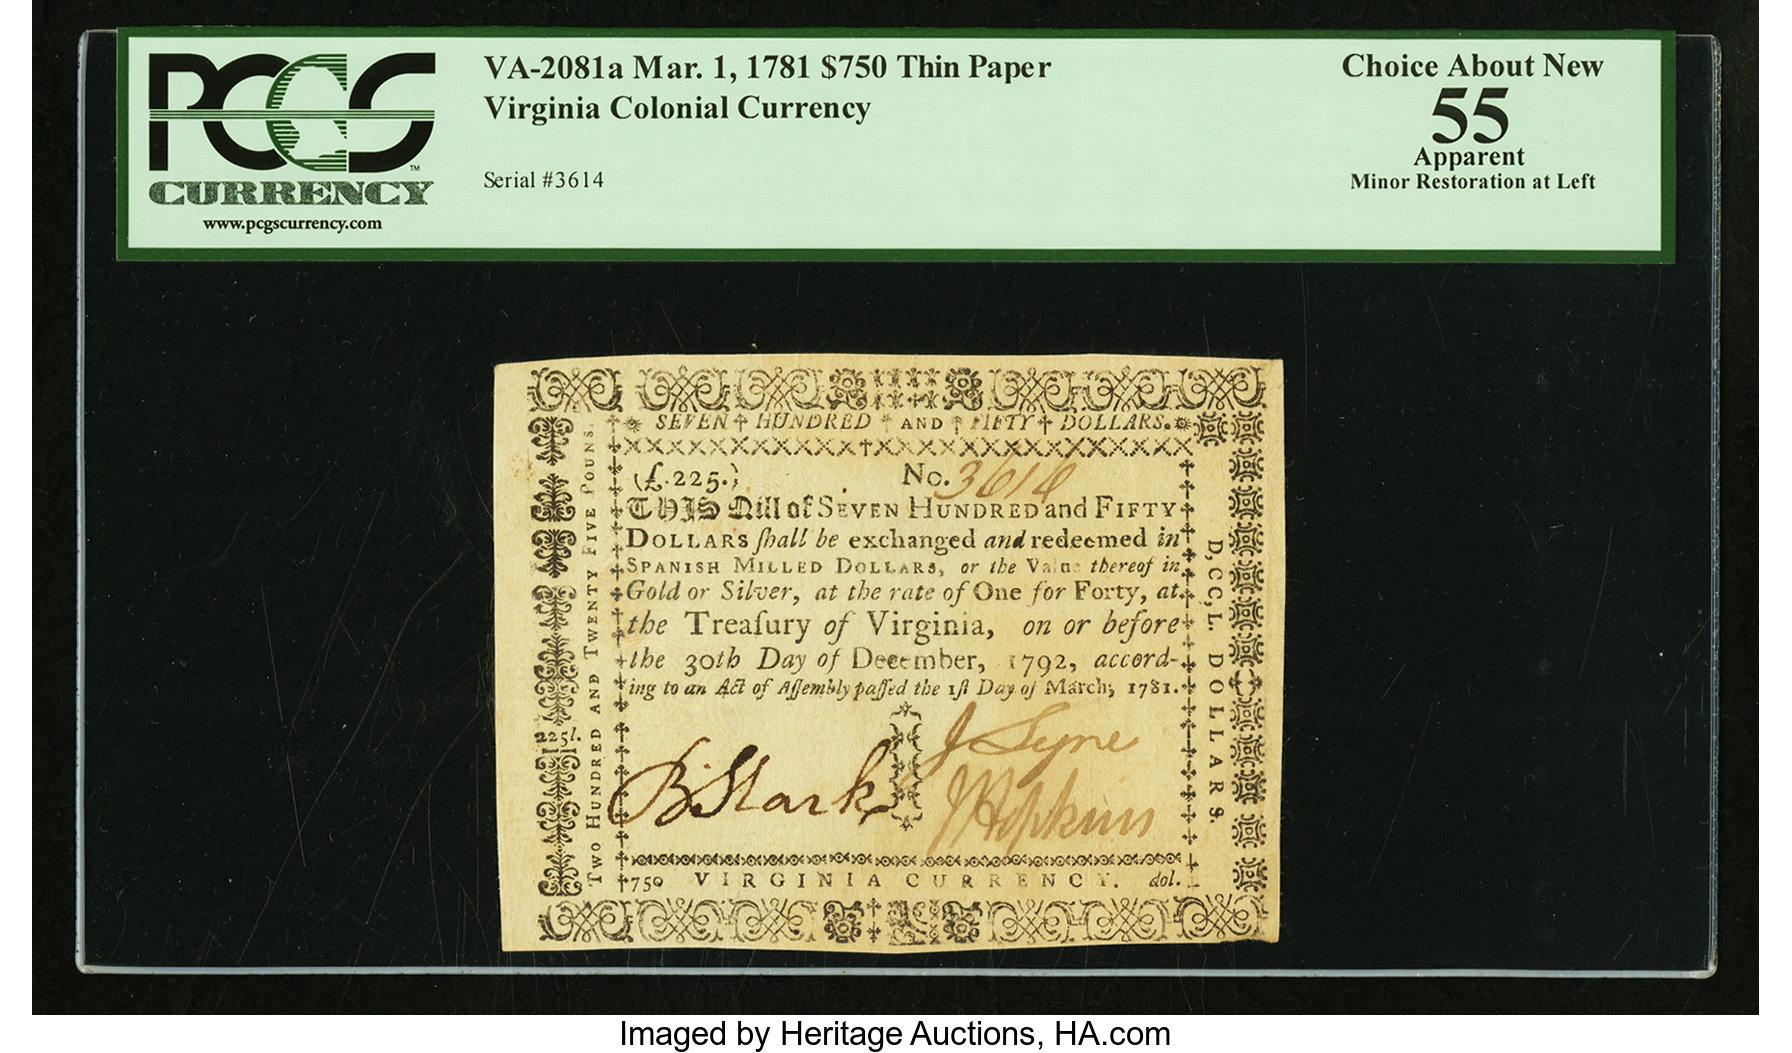 PCGS
CURRENCY
™
www.pcgscurrency.com
VA-2081a Mar. 1, 1781 $750 Thin Paper
Virginia Colonial Currency
Serial #3614
Choice About New
55
Apparent
Minor Restoration at Left
SEVEN HUNDRED AND FIFTY DOLLARS.
(£.225.) No. 3614
THIS Bill of SEVEN HUNDRED and FIFTY
DOLLARS ſhall be exchanged and redeemed in
SPANISH MILLED DOLLARS, or the Value thereof in
Gold or Silver, at the rate of One for Forty, at
the Treaſury of Virginia, on or before
the 30th Day of December, 1792, accord-
ing to an Act of Aſſembly paſſed the 1ſt Day of March, 1781.
B Stark
J Syme
J Hopkins
750 VIRGINIA CURRENCY. dol.
TWO HUNDRED AND TWENTY FIVE POUNS.
225l.
D,CC,L. DOLLARS.
Imaged by Heritage Auctions, HA.com